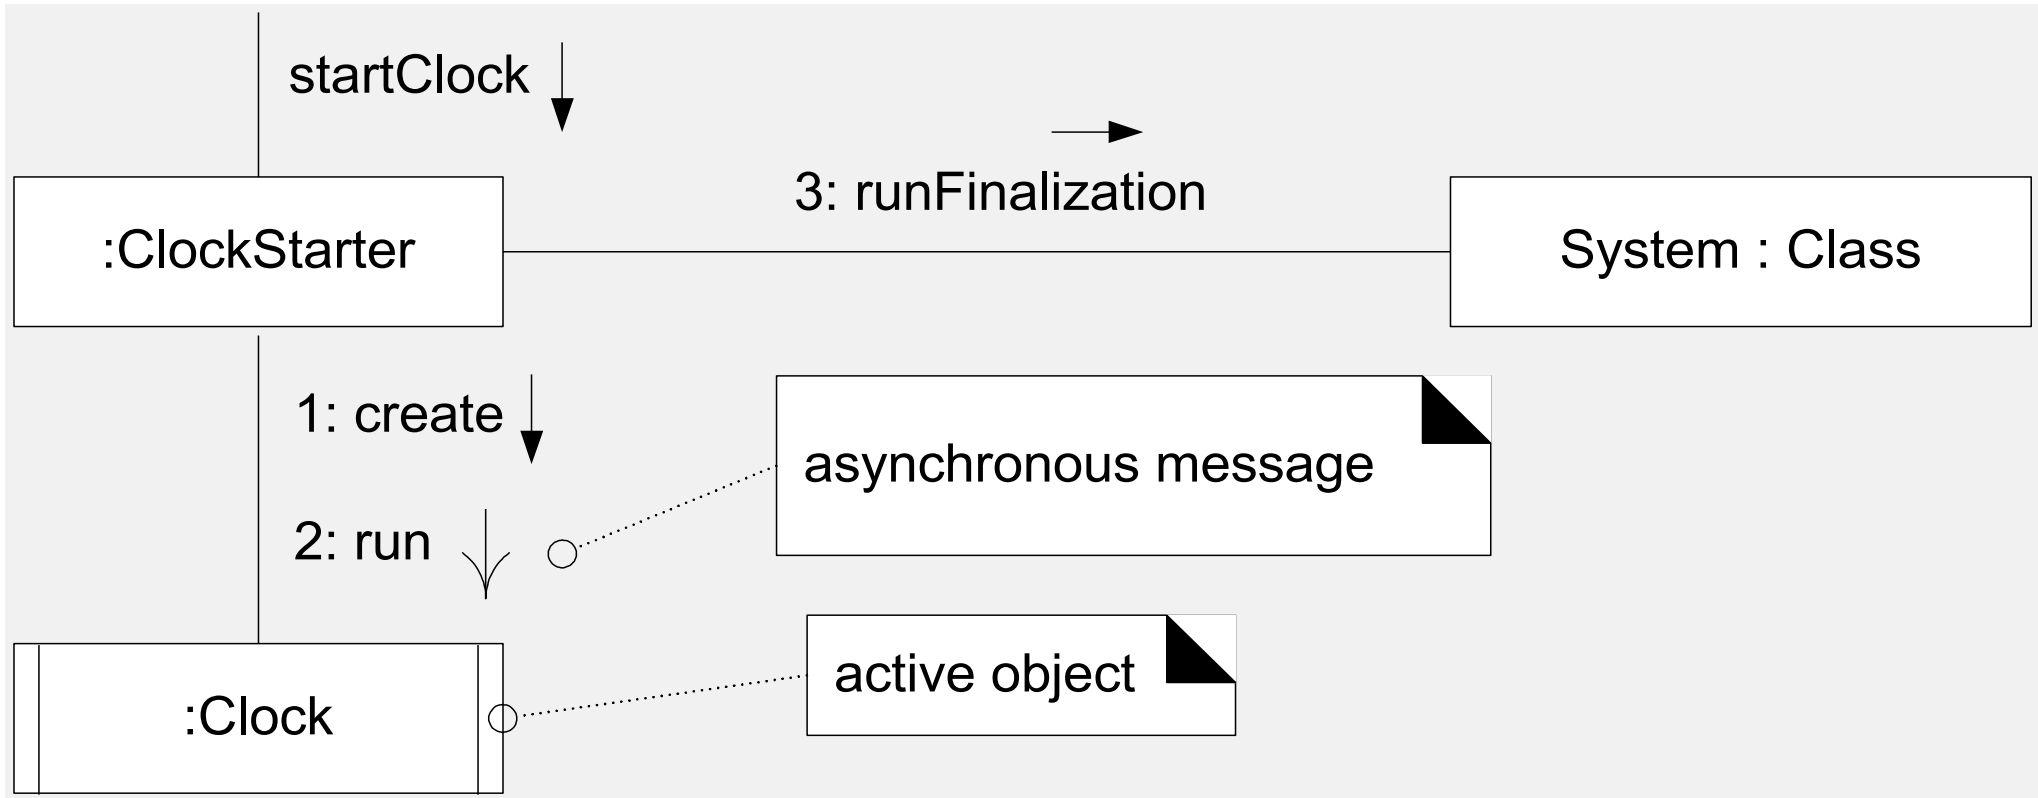 startClock
3: runFinalization
:ClockStarter
System : Class
1: create
asynchronous message
2: run
active object
:Clock